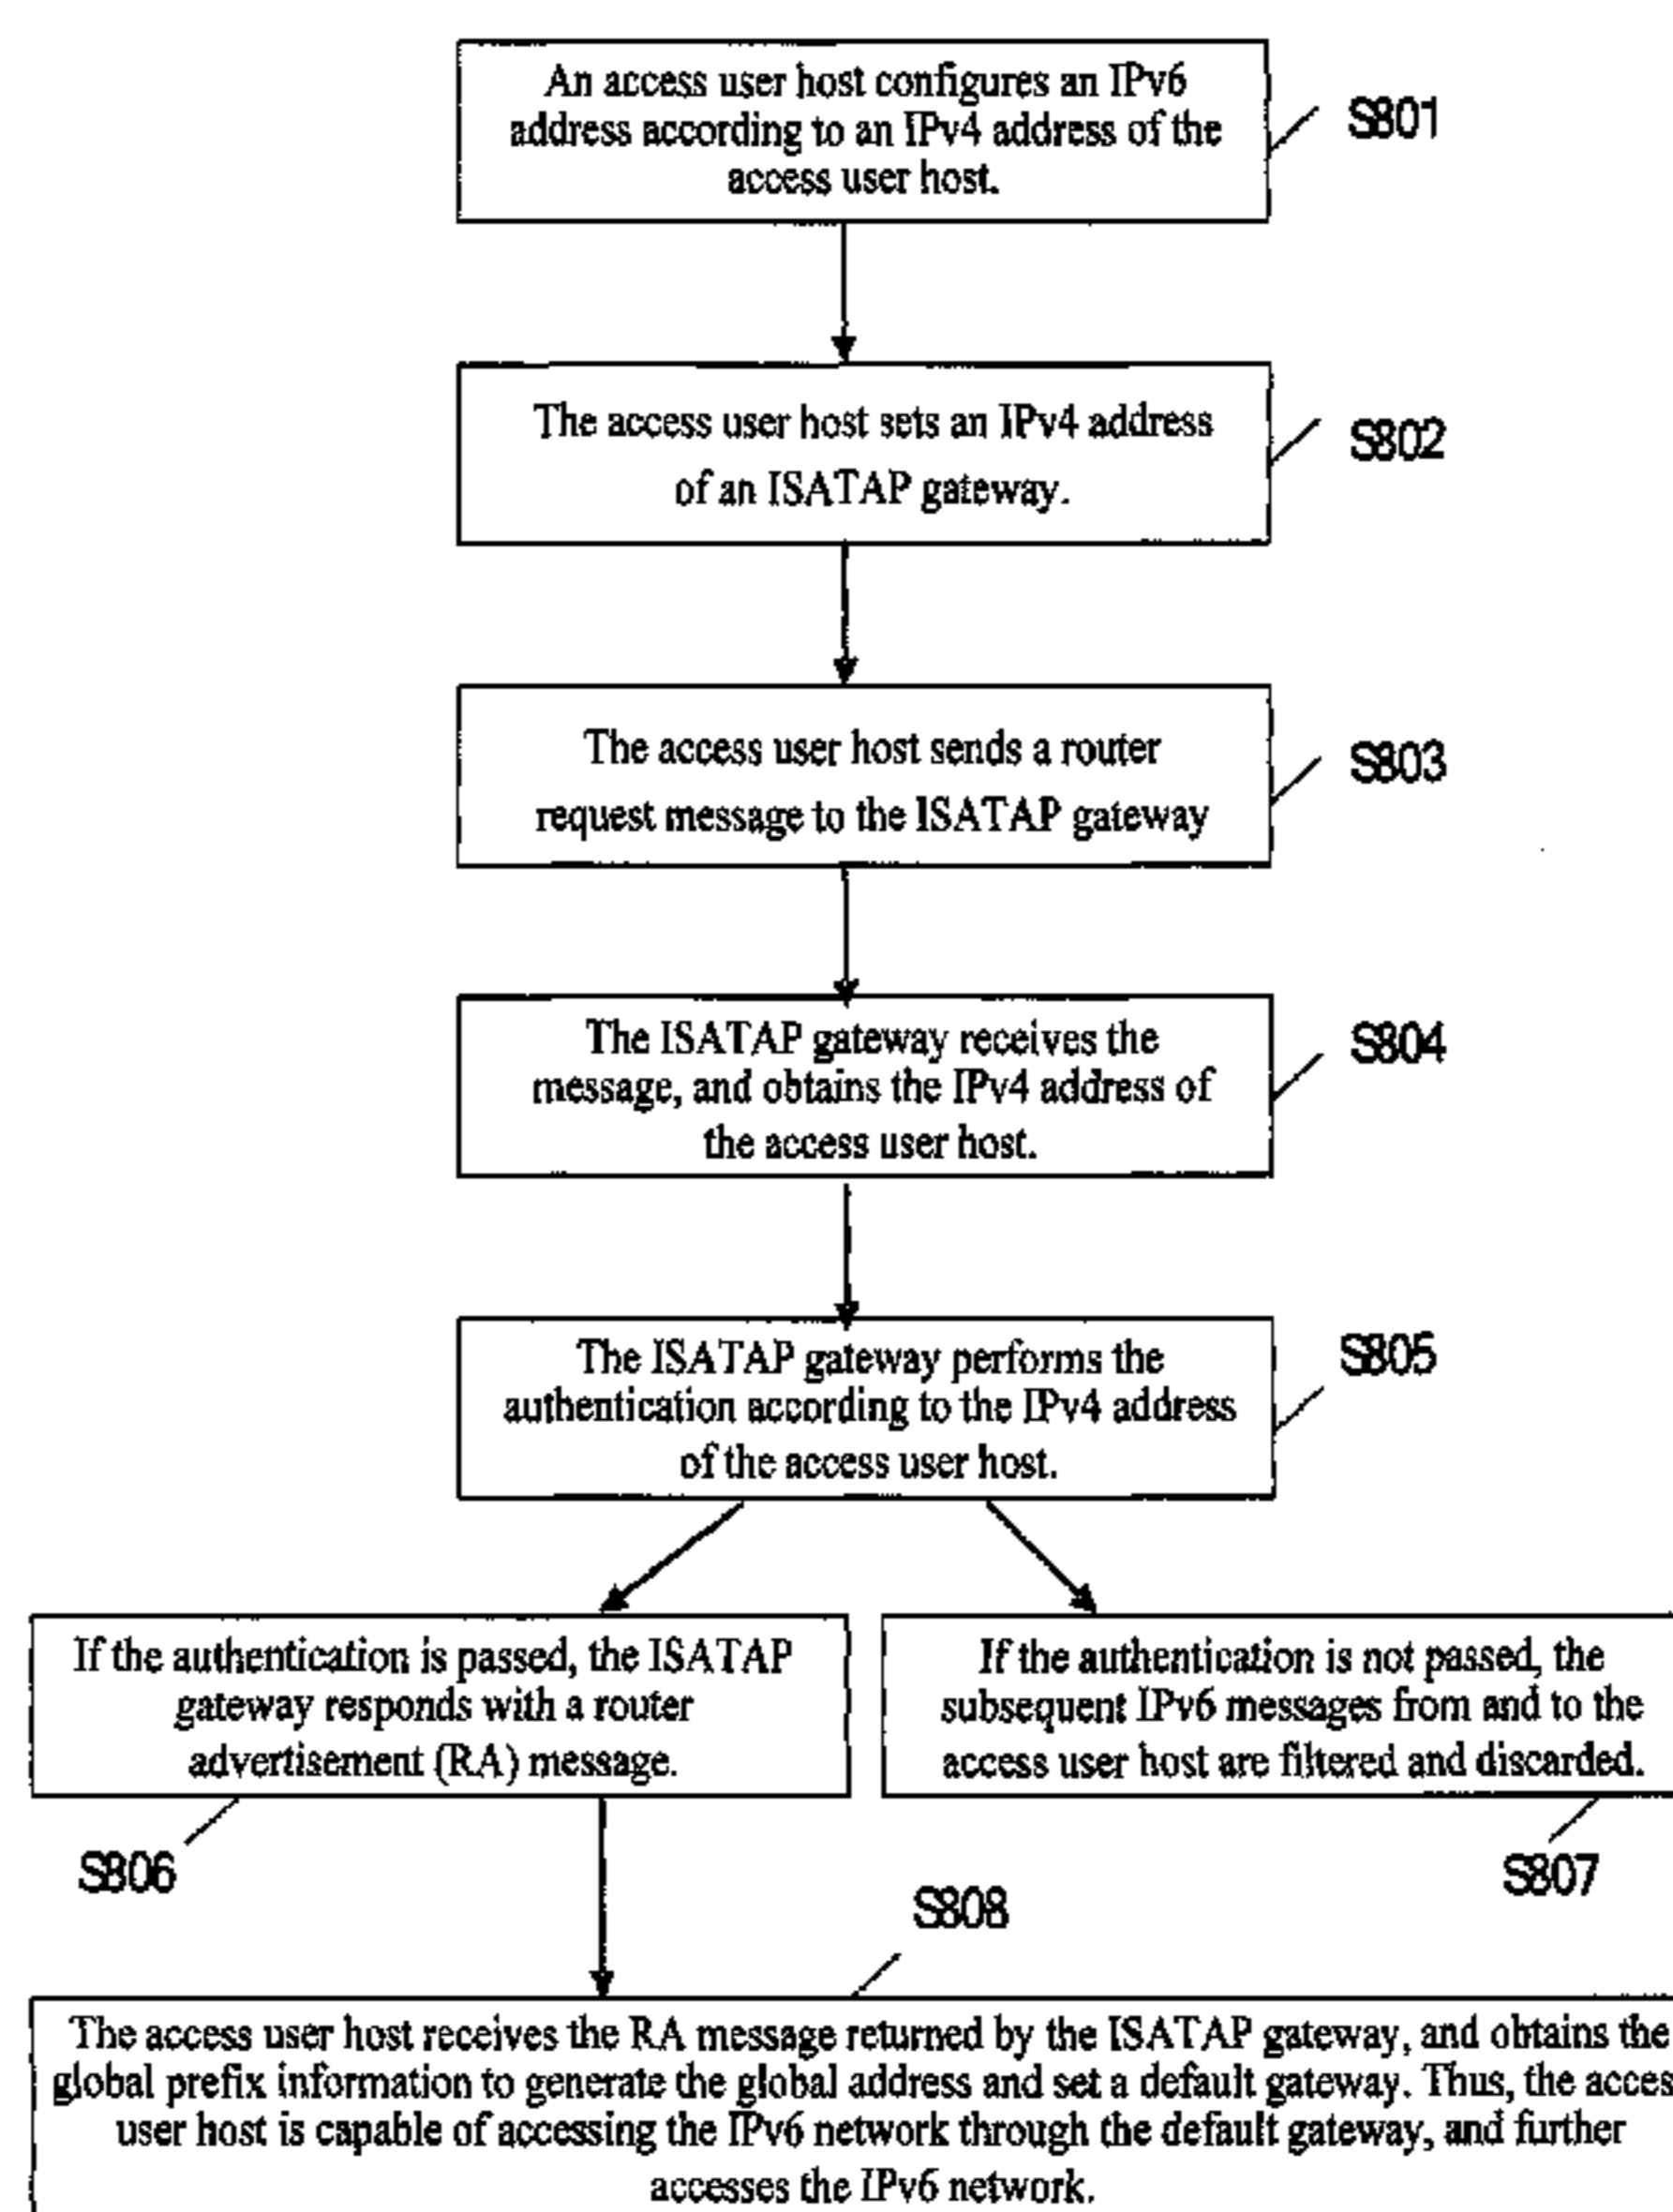 An access user host configures an IPv6
address according to an IPv4 address of the
access user host.
S801
The access user host sets an IPv4 address
of an ISATAP gateway.
S802
The access user host sends a router
request message to the ISATAP gateway
S803
The ISATAP gateway receives the
message, and obtains the IPv4 address of
the access user host.
S804
The ISATAP gateway performs the
authentication according to the IPv4 address
of the access user host.
S805
If the authentication is passed, the ISATAP
gateway responds with a router
advertisement (RA) message.
S806
If the authentication is not passed, the
subsequent IPv6 messages from and to the
access user host are filtered and discarded.
S807
S808
The access user host receives the RA message returned by the ISATAP gateway, and obtains the
global prefix information to generate the global address and set a default gateway. Thus, the acces
user host is capable of accessing the IPv6 network through the default gateway, and further
accesses the IPv6 network.